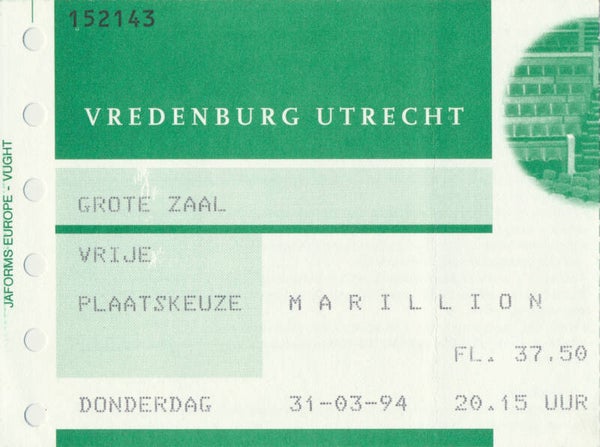 152143
VREDENBURG UTRECHT
JAFORMS EUROPE - VUGHT
GROTE ZAAL
VRIJE
PLAATSKEUZE MARILLION
FL. 37.50
DONDERDAG 31-03-94 20.15 UUR